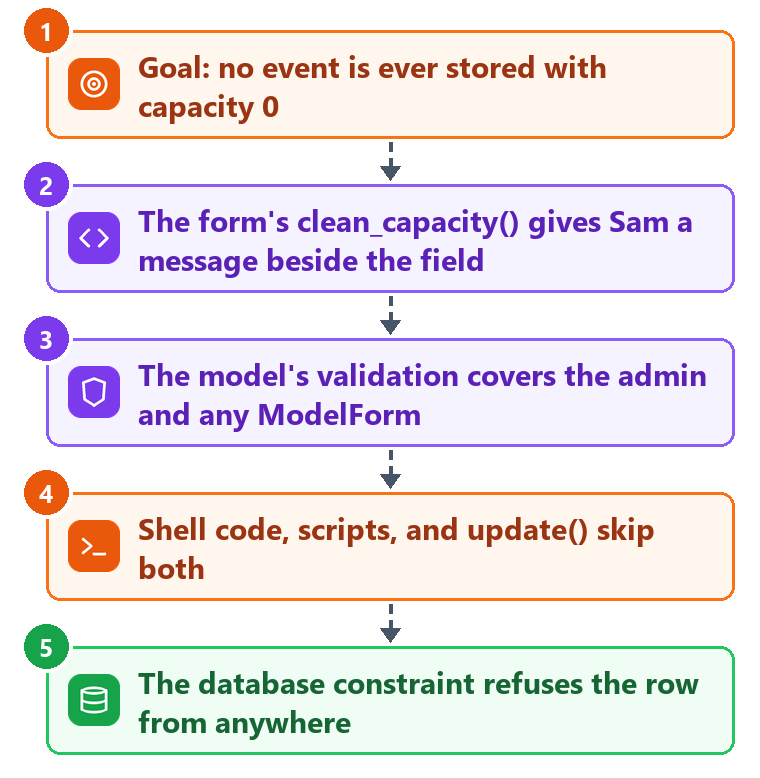 1
Goal: no event is ever stored with
capacity 0
2
The form's clean_capacity() gives Sam a
message beside the field
3
The model's validation covers the admin
and any ModelForm
4
Shell code, scripts, and update() skip
both
5
The database constraint refuses the row
from anywhere